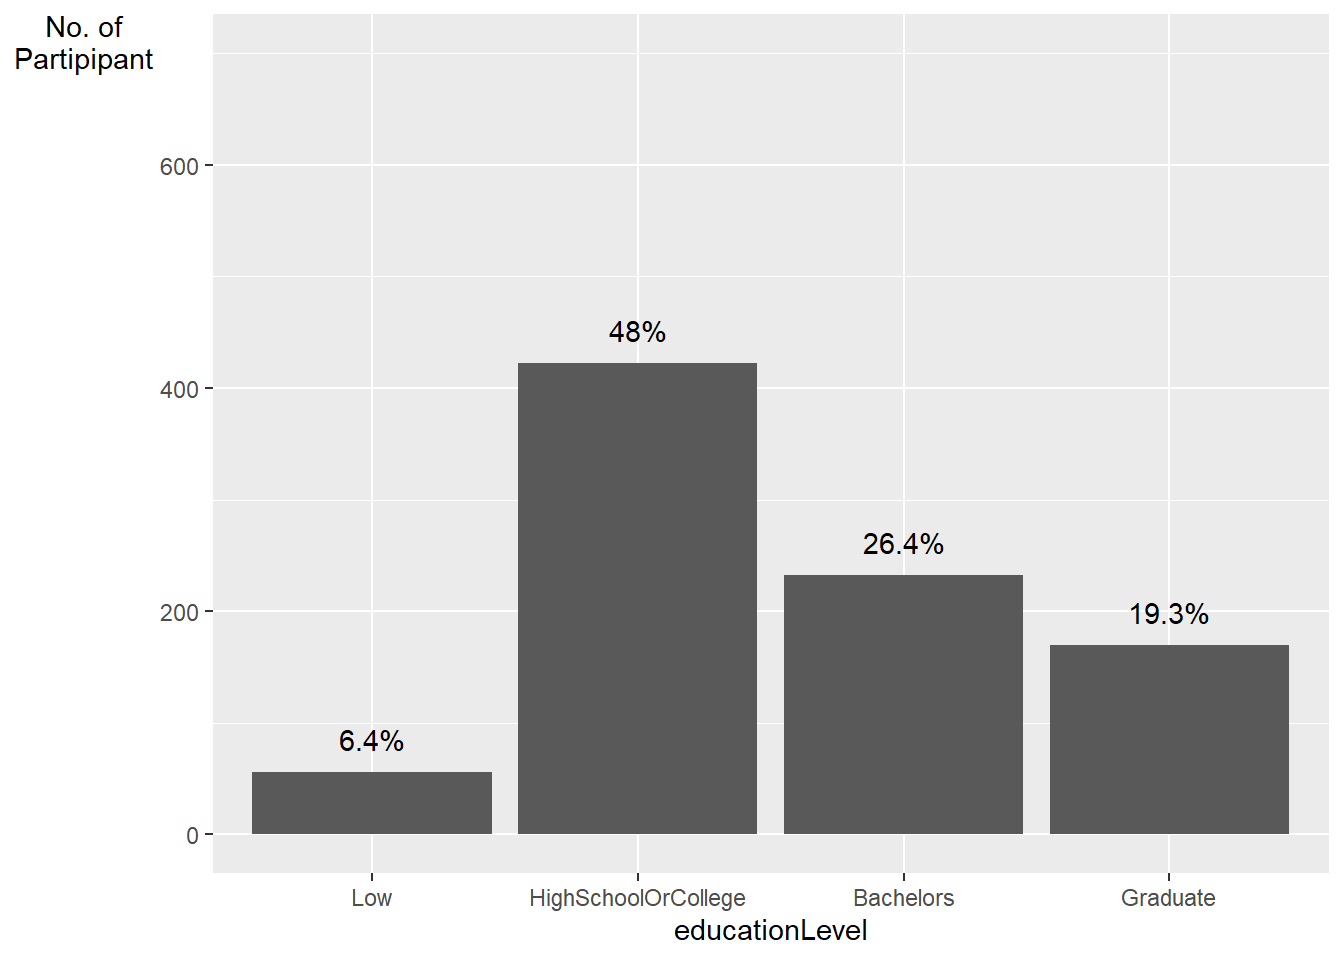 No. of
Partipipant
600
400
200
0
48%
26.4%
19.3%
6.4%
Low HighSchoolOrCollege Bachelors Graduate
educationLevel